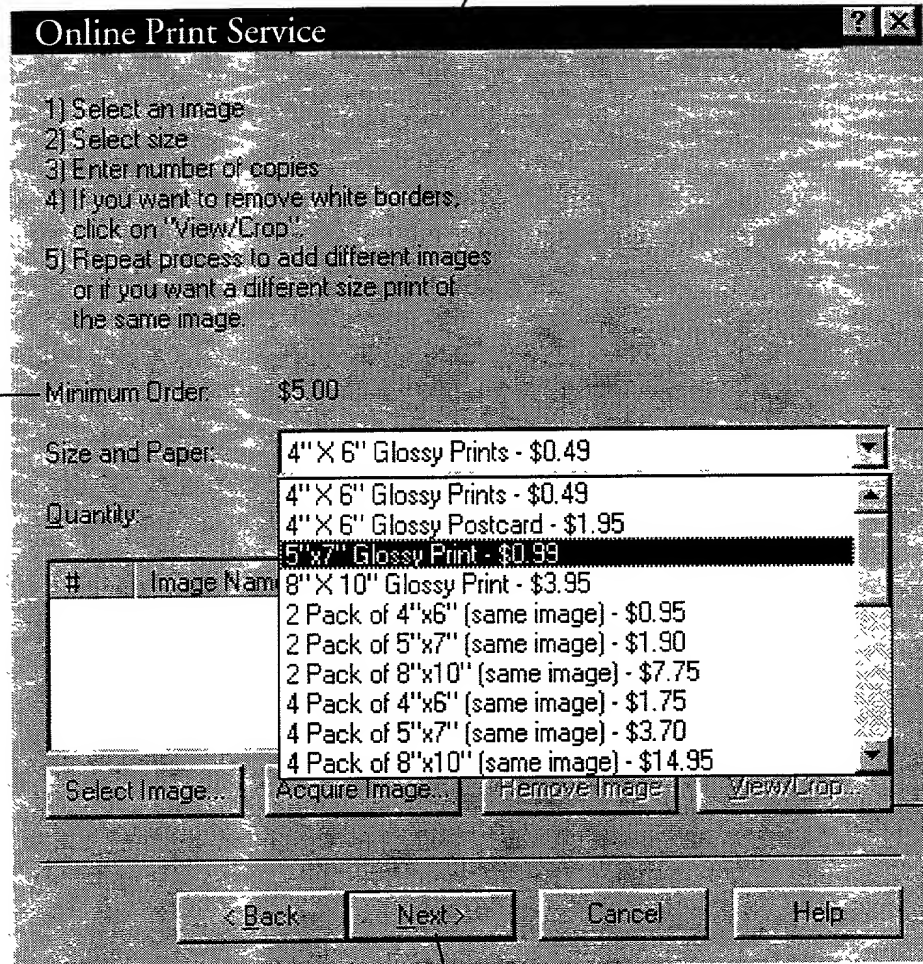 Online Print Service
1) Select an image
2) Select size
3) Enter number of copies
4) If you want to remove white borders,
click on "View/Crop".
5) Repeat process to add different images
or if you want a different size print of
the same image.
Minimum Order: $5.00
Size and Paper: 4" X 6" Glossy Prints - $0.49
4" X 6" Glossy Prints - $0.49
Quantity:
4" X 6" Glossy Postcard - $1.95
5"x7" Glossy Print - $0.99
# Image Name
8" X 10" Glossy Print - $3.95
2 Pack of 4"x6" (same image) - $0.95
2 Pack of 5"x7" (same image) - $1.90
2 Pack of 8"x10" (same image) - $7.75
4 Pack of 4"x6" (same image) - $1.75
4 Pack of 5"x7" (same image) - $3.70
4 Pack of 8"x10" (same image) - $14.95
Select Image... Acquire Image... Remove Image View/Crop...
< Back Next > Cancel Help